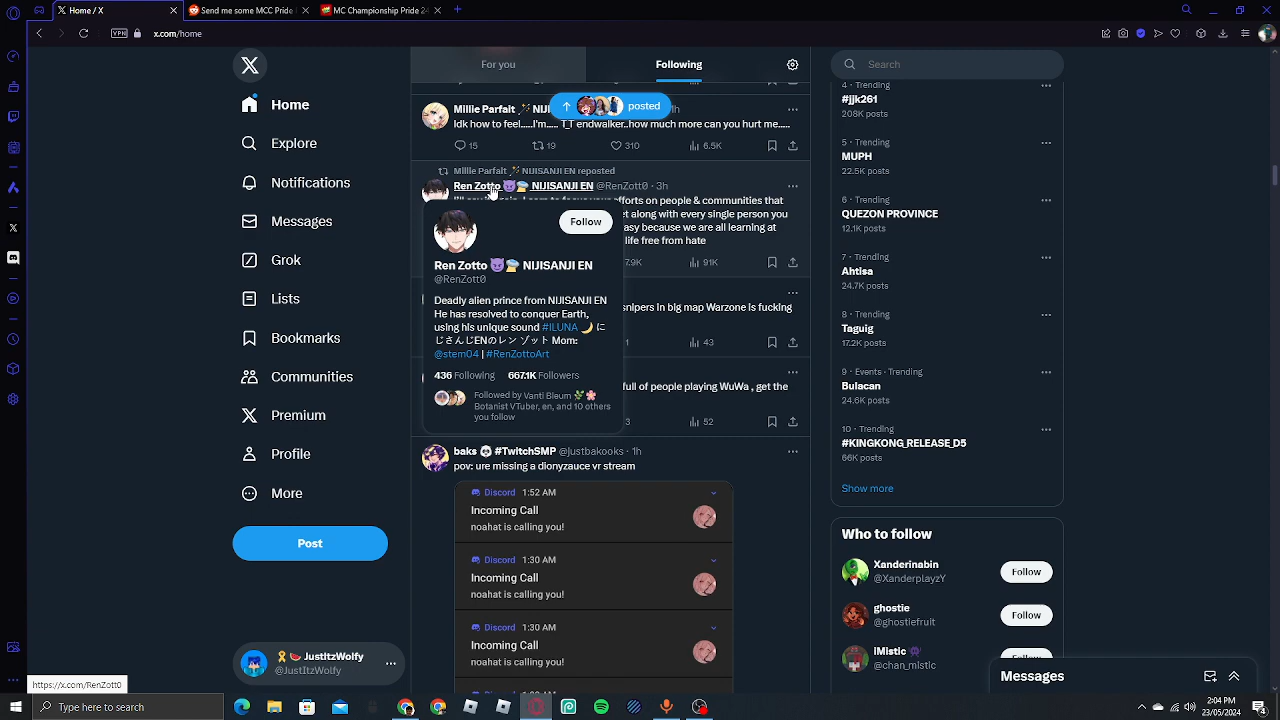 Home / X
Send me some MCC Pride
MC Championship Pride 2
VPN
x.com/home
For you
Following
Search
Home
Explore
Notifications
Messages
Grok
Lists
Bookmarks
Communities
Premium
Profile
More
Post
🎗️🍉 JustItzWolfy
@JustItzWolfy
https://x.com/RenZott0
Millie Parfait 🪄 NIJI
posted
h
Idk how to feel.....I'm.... T_T endwalker..how much more can you hurt me.....
15
19
310
6.5K
Millie Parfait 🪄 NIJISANJI EN reposted
Ren Zotto 😈🛸 NIJISANJI EN @RenZott0 · 3h
efforts on people & communities that
et along with every single person you
easy because we are all learning at
life free from hate
7.9K
91K
Follow
Ren Zotto 😈🛸 NIJISANJI EN
@RenZott0
Deadly alien prince from NIJISANJI EN
He has resolved to conquer Earth,
using his unique sound #ILUNA 🌙 に
じさんじENのレン ゾット Mom:
@stem04 | #RenZottoArt
436 Following 667.1K Followers
Followed by Vanti Bleum 🌿🌸
Botanist VTuber, en, and 10 others
you follow
snipers in big map Warzone is fucking
1
43
full of people playing WuWa , get the
3
52
baks #TwitchSMP @justbakooks · 1h
pov: ure missing a dionyzauce vr stream
Discord 1:52 AM
Incoming Call
noahat is calling you!
Discord 1:30 AM
Incoming Call
noahat is calling you!
Discord 1:30 AM
Incoming Call
noahat is calling you!
4 · Trending
#jjk261
208K posts
5 · Trending
MUPH
22.5K posts
6 · Trending
QUEZON PROVINCE
12.1K posts
7 · Trending
Ahtisa
24.7K posts
8 · Trending
Taguig
17.2K posts
9 · Events · Trending
Bulacan
24.6K posts
10 · Trending
#KINGKONG_RELEASE_D5
66K posts
Show more
Who to follow
Xanderinabin
@XanderplayzY
Follow
ghostie
@ghostiefruit
Follow
iMistic
@chan_mistic
Messages
Type here to search
2:04 PM
23/05/2024